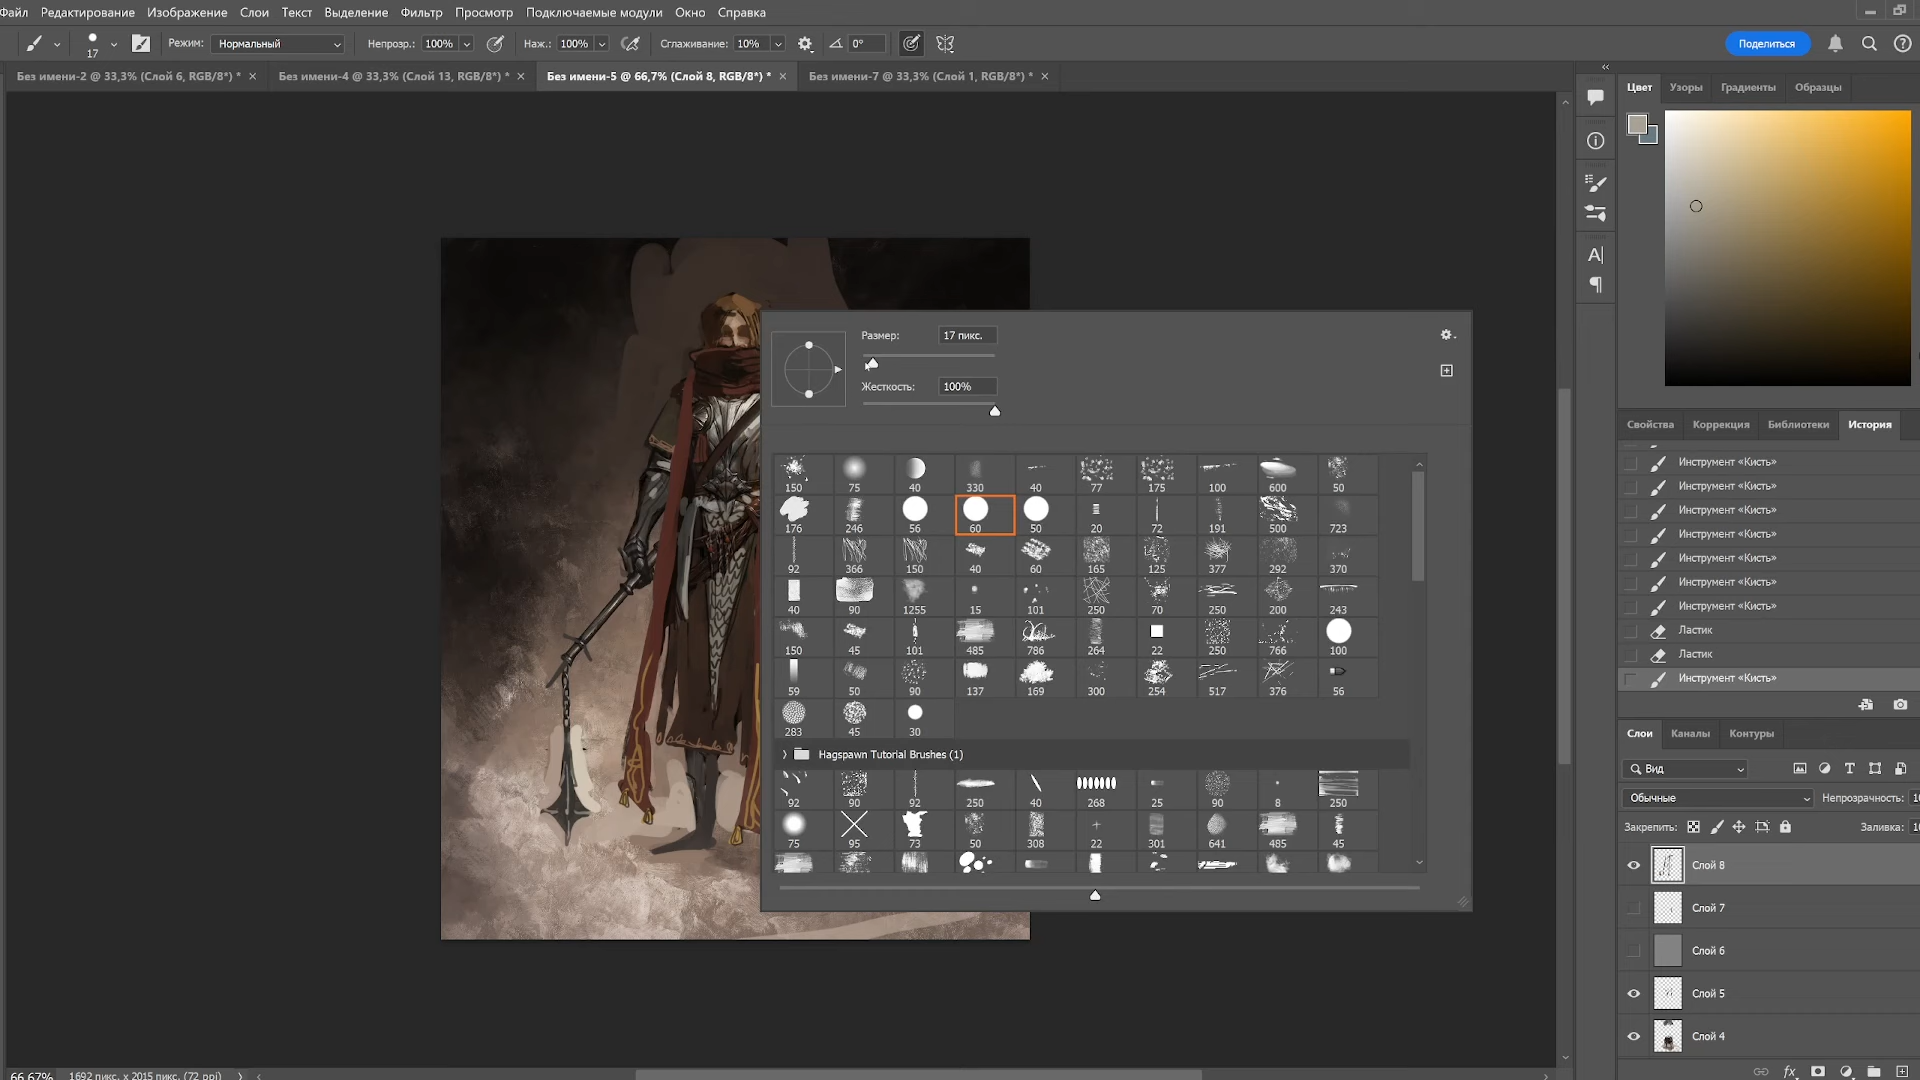 Файл Редактирование Изображение Слои Текст Выделение Фильтр Просмотр Подключаемые модули Окно Справка
17 Режим: Нормальный Непрозр.: 100% Наж.: 100% Сглаживание: 10% 0° Поделиться
Без имени-2 @ 33,3% (Слой 6, RGB/8*) * Без имени-4 @ 33,3% (Слой 13, RGB/8*) * Без имени-5 @ 66,7% (Слой 8, RGB/8*) * Без имени-7 @ 33,3% (Слой 1, RGB/8*) *
Цвет Узоры Градиенты Образцы
Размер: 17 пикс.
Жесткость: 100%
150 75 40 330 40 77 175 100 600 50
176 246 56 60 50 20 72 191 500 723
92 366 150 40 60 165 125 377 292 370
40 90 1255 15 101 250 70 250 200 243
150 45 101 485 786 264 22 250 766 100
59 50 90 137 169 300 254 517 376 56
283 45 30
Hagspawn Tutorial Brushes (1)
92 90 92 250 40 268 25 90 8 250
75 95 73 50 308 22 301 641 485 45
Свойства Коррекция Библиотеки История
Инструмент «Кисть»
Инструмент «Кисть»
Инструмент «Кисть»
Инструмент «Кисть»
Инструмент «Кисть»
Инструмент «Кисть»
Инструмент «Кисть»
Ластик
Ластик
Инструмент «Кисть»
Слои Каналы Контуры
Вид
Обычные Непрозрачность:
Закрепить: Заливка:
Слой 8
Слой 7
Слой 6
Слой 5
Слой 4
fx
66,67% 1692 пикс. x 2015 пикс. (72 ppi)